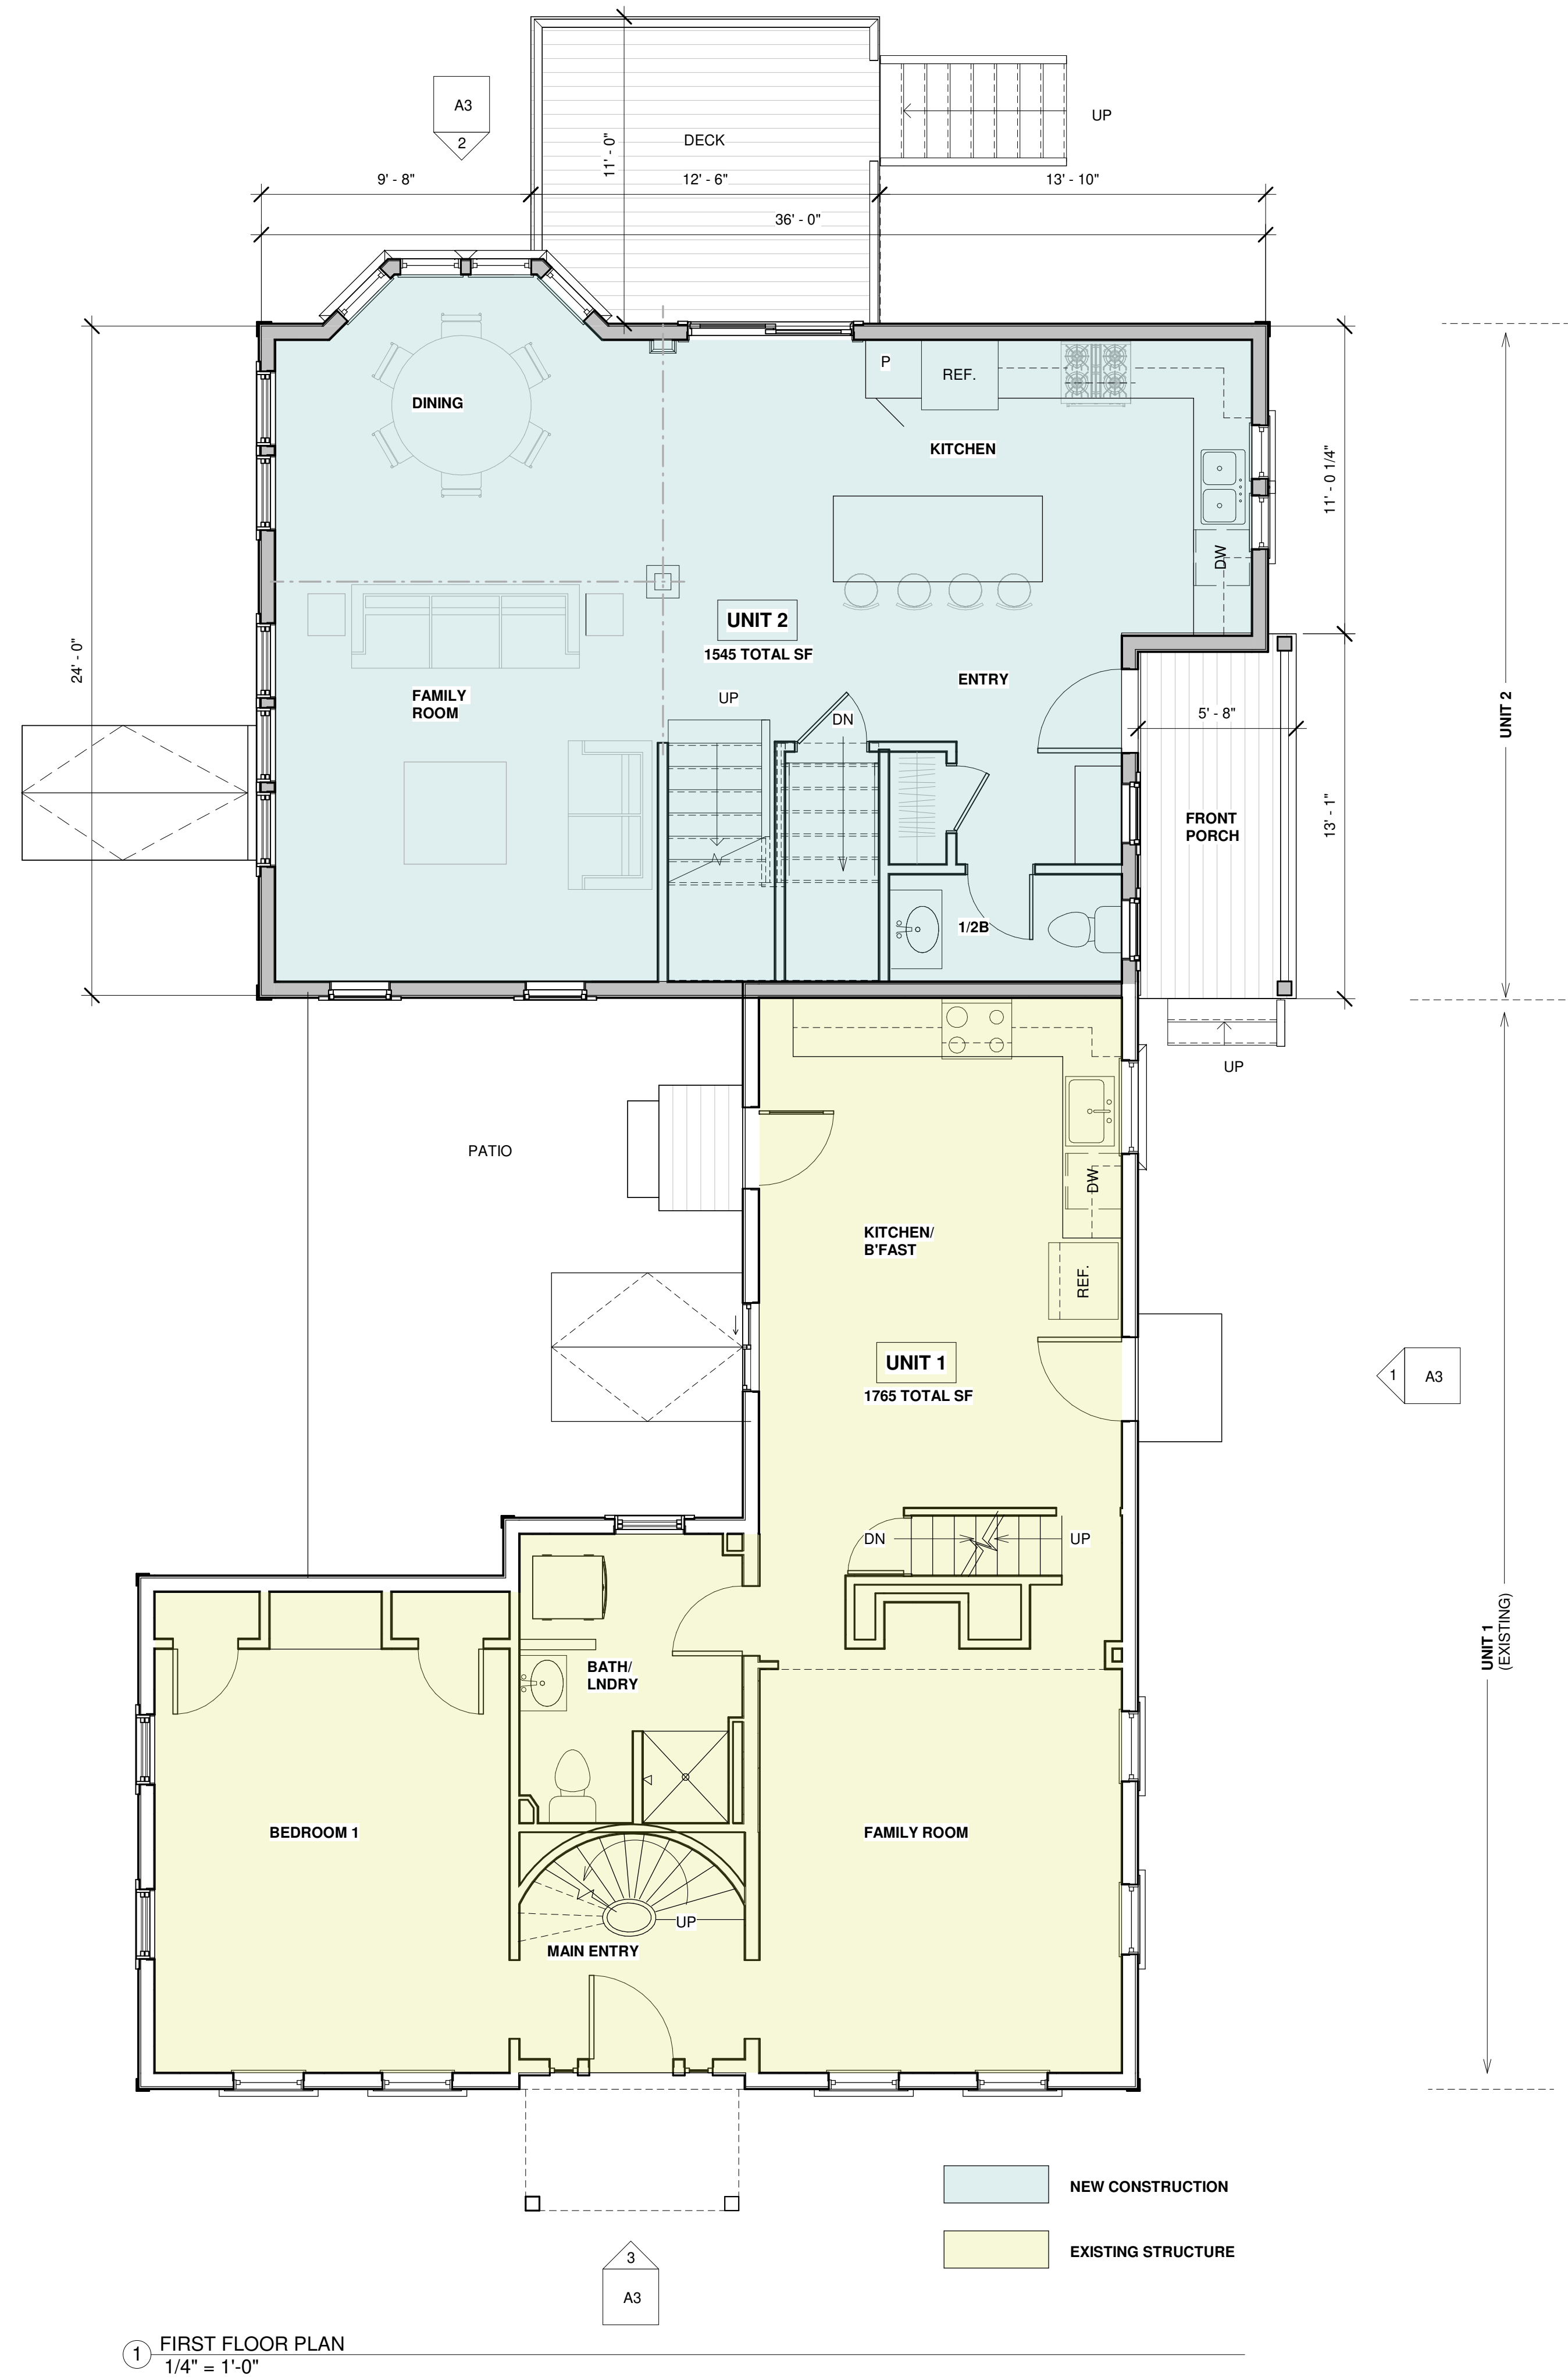 A3
2
DECK
UP
11' - 0"
9' - 8"
12' - 6"
13' - 10"
36' - 0"
P
REF.
DINING
KITCHEN
11' - 0 1/4"
DW
UNIT 2
1545 TOTAL SF
24' - 0"
FAMILY
ROOM
UP
DN
ENTRY
5' - 8"
UNIT 2
FRONT
PORCH
13' - 1"
1/2B
UP
PATIO
DW
KITCHEN/
B'FAST
REF.
UNIT 1
1765 TOTAL SF
1
A3
DN
UP
UNIT 1
(EXISTING)
BATH/
LNDRY
BEDROOM 1
FAMILY ROOM
UP
MAIN ENTRY
NEW CONSTRUCTION
EXISTING STRUCTURE
3
A3
1
FIRST FLOOR PLAN
1/4" = 1'-0"